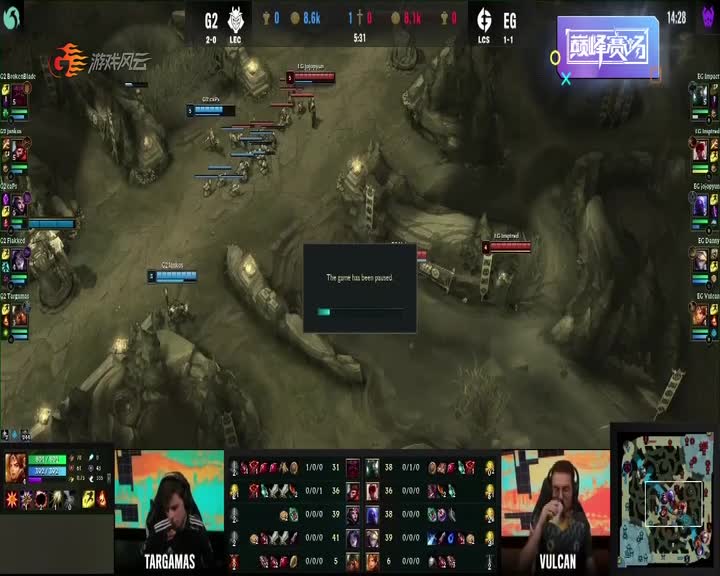 G2
2-0
LEC
0
8.6k
1
0
8.1k
0
5:31
EG
LCS
1-1
14:28
巅峰赛场
游戏风云
G2 BrokenBlade
G2 Jankos
G2 caPs
G2 Flakked
G2 Targamas
EG Impact
EG Inspired
EG jojopyun
EG Danny
EG Vulcan
EG jojopyun
G2 caPs
EG Inspired
G2 Jankos
The game has been paused.
TARGAMAS
VULCAN
1/0/0 31 38 0/1/0
0/0/1 36 36 0/0/0
0/0/0 39 38 0/0/0
0/0/0 41 39 0/0/0
0/0/0 5 6 0/0/0